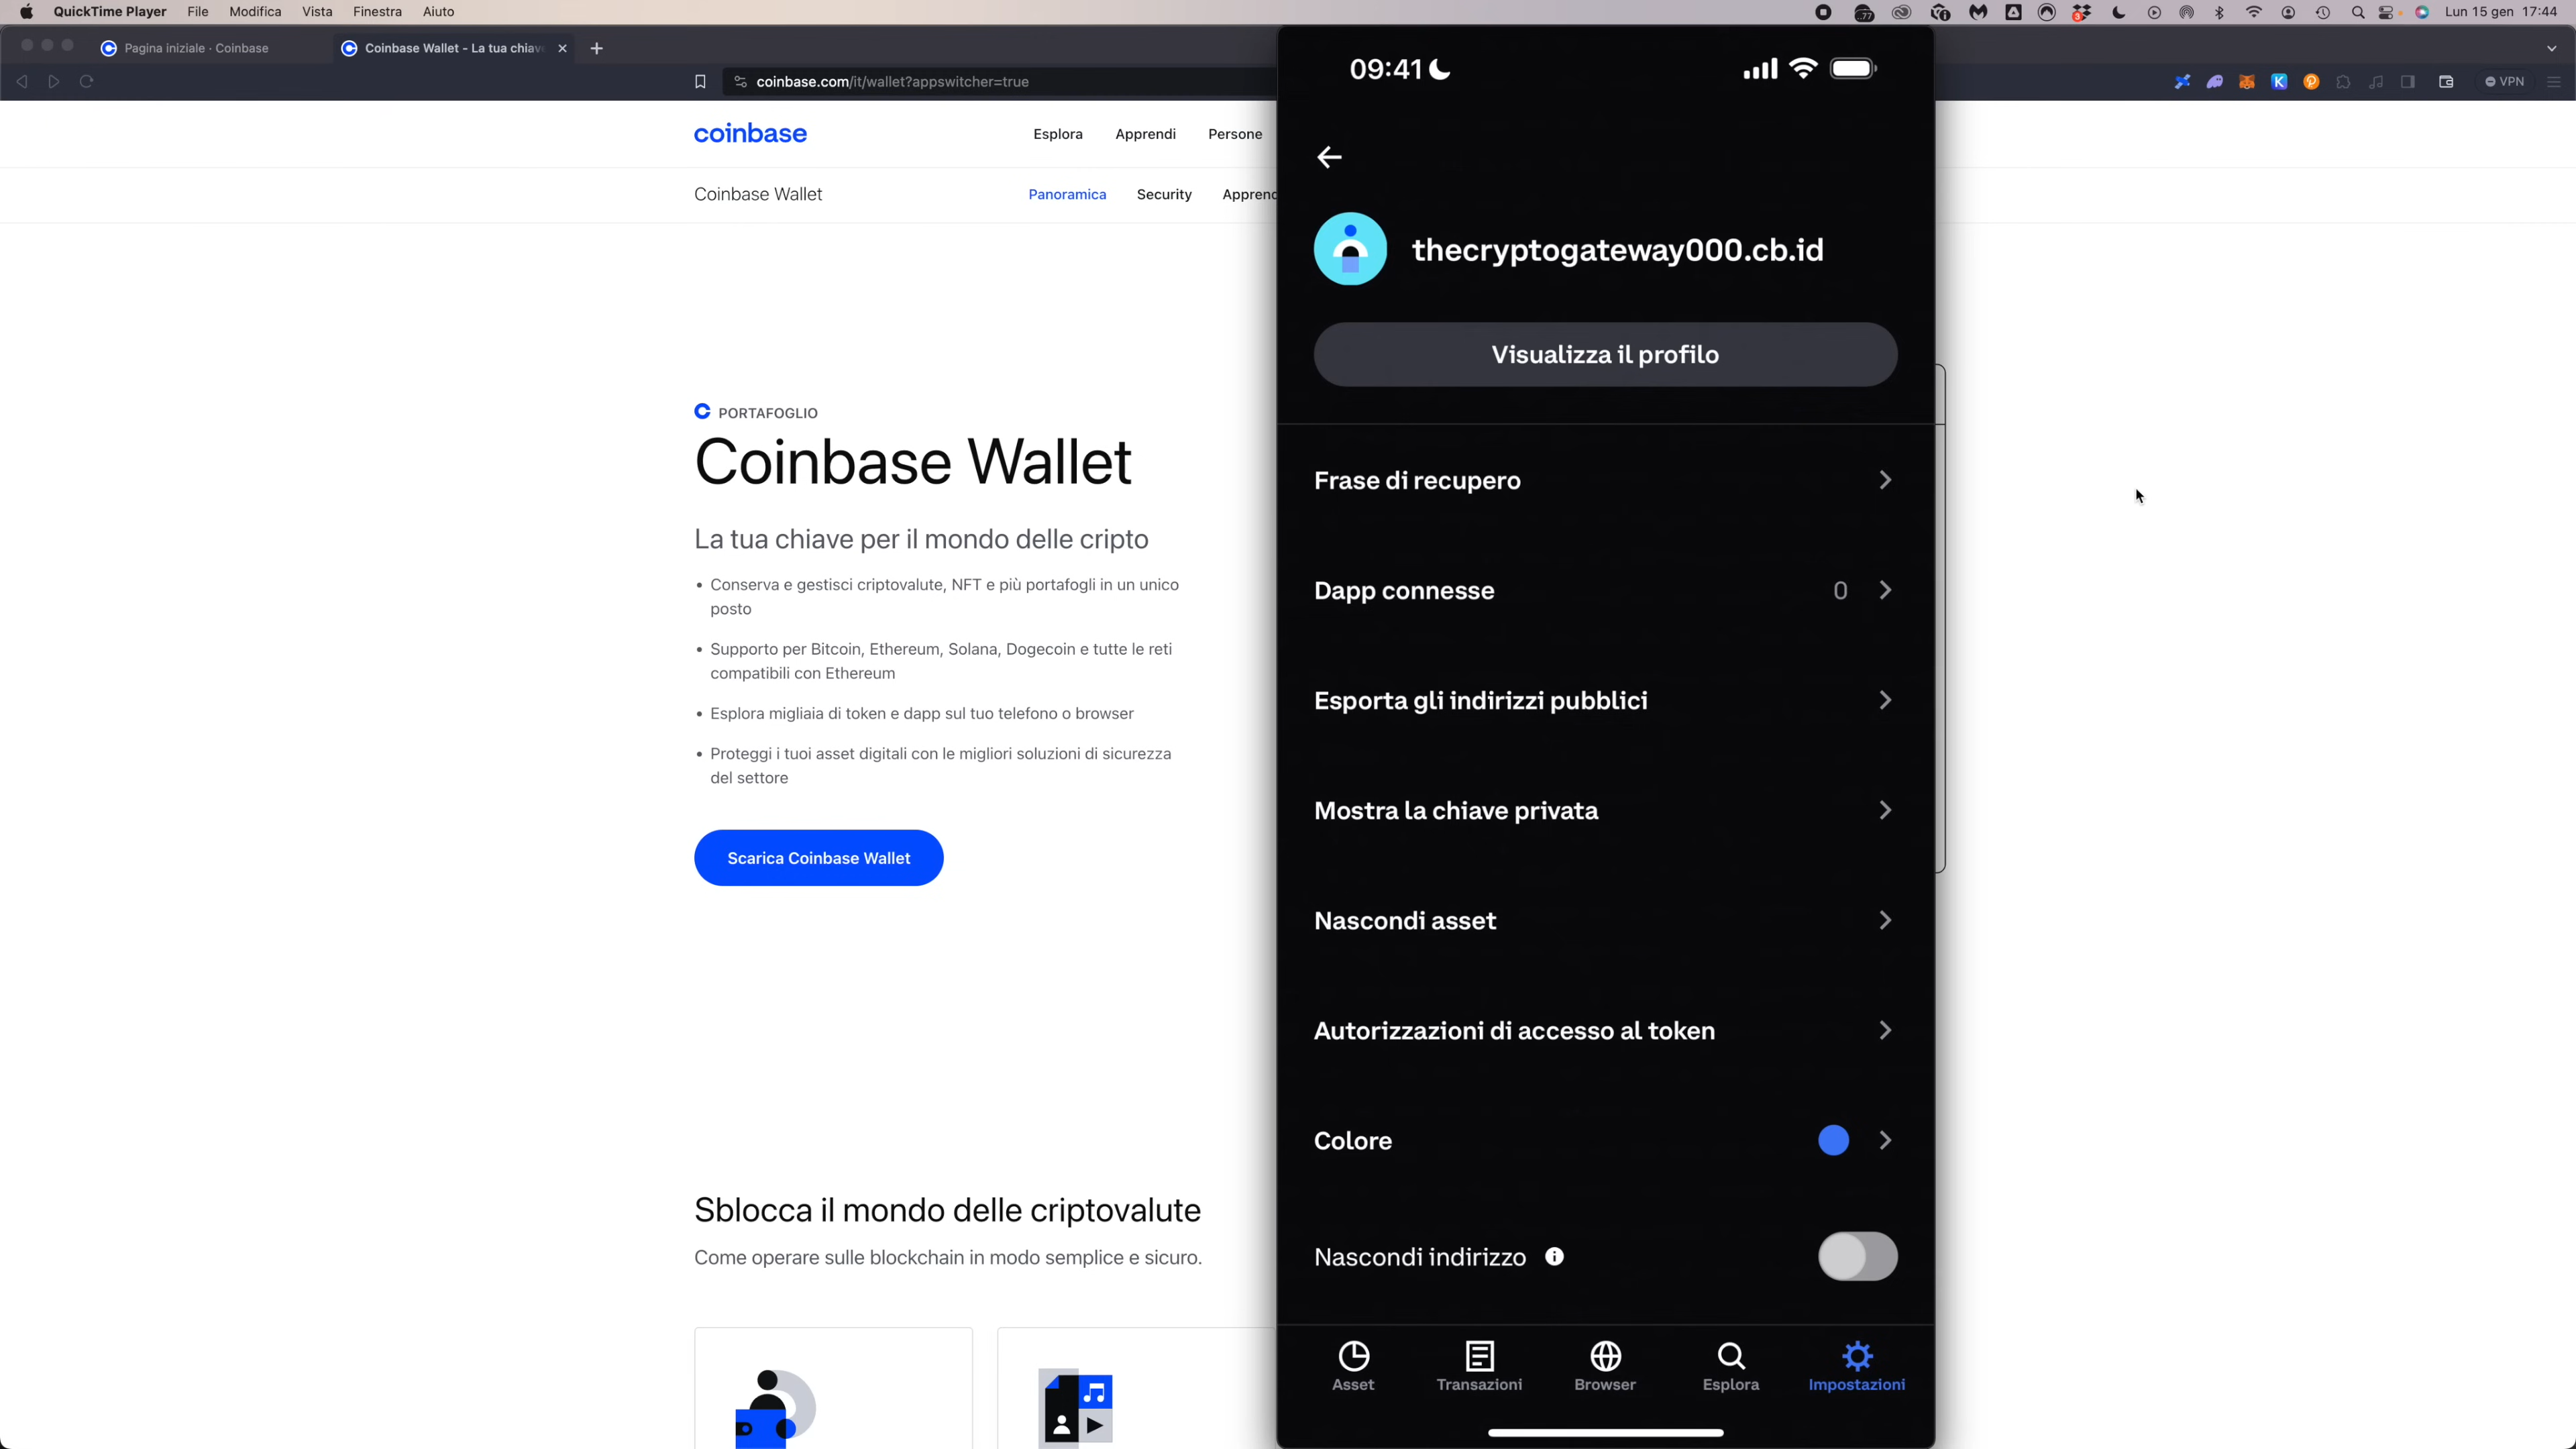 QuickTime Player File Modifica Vista Finestra Aiuto
77
3
Lun 15 gen 17:44
Pagina iniziale · Coinbase
Coinbase Wallet - La tua chiav
coinbase.com/it/wallet?appswitcher=true
K
VPN
coinbase
Esplora Apprendi Persone
Coinbase Wallet
Panoramica Security Apprend
PORTAFOGLIO
Coinbase Wallet
La tua chiave per il mondo delle cripto
• Conserva e gestisci criptovalute, NFT e più portafogli in un unico
posto
• Supporto per Bitcoin, Ethereum, Solana, Dogecoin e tutte le reti
compatibili con Ethereum
• Esplora migliaia di token e dapp sul tuo telefono o browser
• Proteggi i tuoi asset digitali con le migliori soluzioni di sicurezza
del settore
Scarica Coinbase Wallet
Sblocca il mondo delle criptovalute
Come operare sulle blockchain in modo semplice e sicuro.
09:41
thecryptogateway000.cb.id
Visualizza il profilo
Frase di recupero
Dapp connesse 0
Esporta gli indirizzi pubblici
Mostra la chiave privata
Nascondi asset
Autorizzazioni di accesso al token
Colore
Nascondi indirizzo
Asset Transazioni Browser Esplora Impostazioni